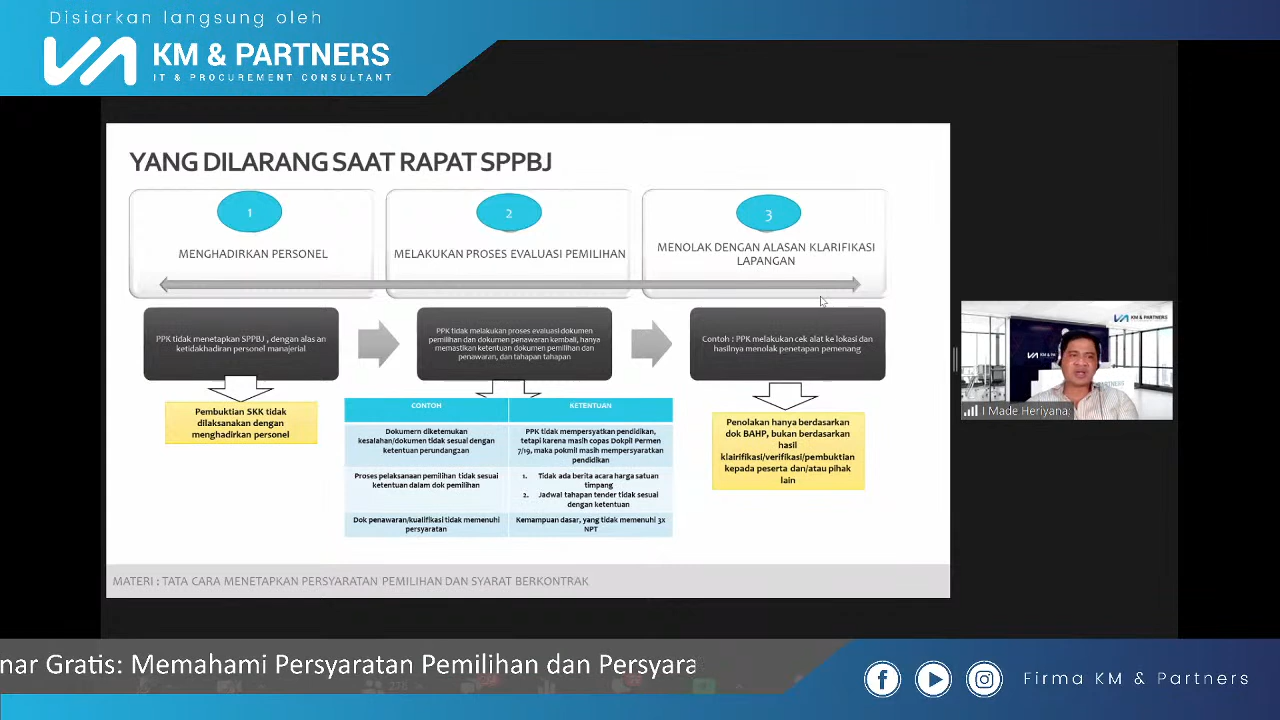 Disiarkan langsung oleh
KM & PARTNERS
IT & PROCUREMENT CONSULTANT
YANG DILARANG SAAT RAPAT SPPBJ
1
MENGHADIRKAN PERSONEL
2
MELAKUKAN PROSES EVALUASI PEMILIHAN
3
MENOLAK DENGAN ALASAN KLARIFIKASI
LAPANGAN
PPK tidak menetapkan SPPBJ , dengan alas an
ketidakhadiran personel manajerial
PPK tidak melakukan proses evaluasi dokumen
pemilihan dan dokumen penawaran kembali, hanya
memastikan ketentuan dokumen pemilihan dan
penawaran, dan tahapan tahapan
Contoh : PPK melakukan cek alat ke lokasi dan
hasilnya menolak penetapan pemenang
Pembuktian SKK tidak
dilaksanakan dengan
menghadirkan personel
CONTOH
KETENTUAN
Dokumern diketemukan
kesalahan/dokumen tidak sesuai dengan
ketentuan perundang2an
PPK tidak mempersyatkan pendidikan,
tetapi karena masih copas Dokpil Permen
7/19, maka pokmil masih mempersyaratkan
pendidikan
Proses pelaksanaan pemilihan tidak sesuai
ketentuan dalam dok pemilihan
1. Tidak ada berita acara harga satuan
timpang
2. Jadwal tahapan tender tidak sesuai
dengan ketentuan
Dok penawaran/kualifikasi tidak memenuhi
persyaratan
Kemampuan dasar, yang tidak memenuhi 3x
NPT
Penolakan hanya berdasarkan
dok BAHP, bukan berdasarkan
hasil
klairifikasi/verifikasi/pembuktian
kepada peserta dan/atau pihak
lain
MATERI : TATA CARA MENETAPKAN PERSYARATAN PEMILIHAN DAN SYARAT BERKONTRAK
KM & PARTNERS
I Made Heriyana:
nar Gratis: Memahami Persyaratan Pemilihan dan Persyara
Firma KM & Partners